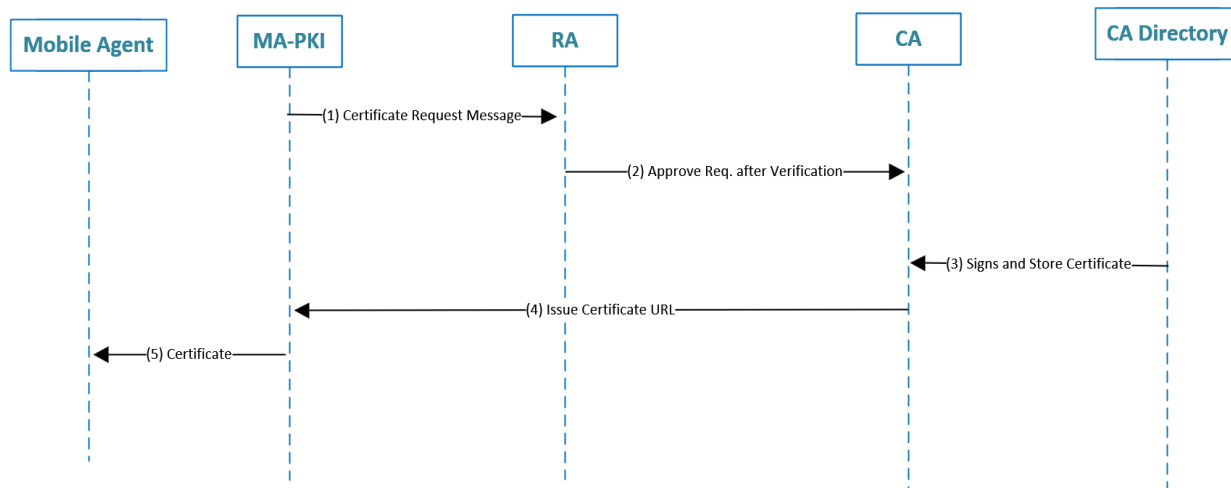 Mobile Agent
MA-PKI
RA
CA
CA Directory
(1) Certificate Request Message
(2) Approve Req. after Verification
(3) Signs and Store Certificate
(4) Issue Certificate URL
(5) Certificate